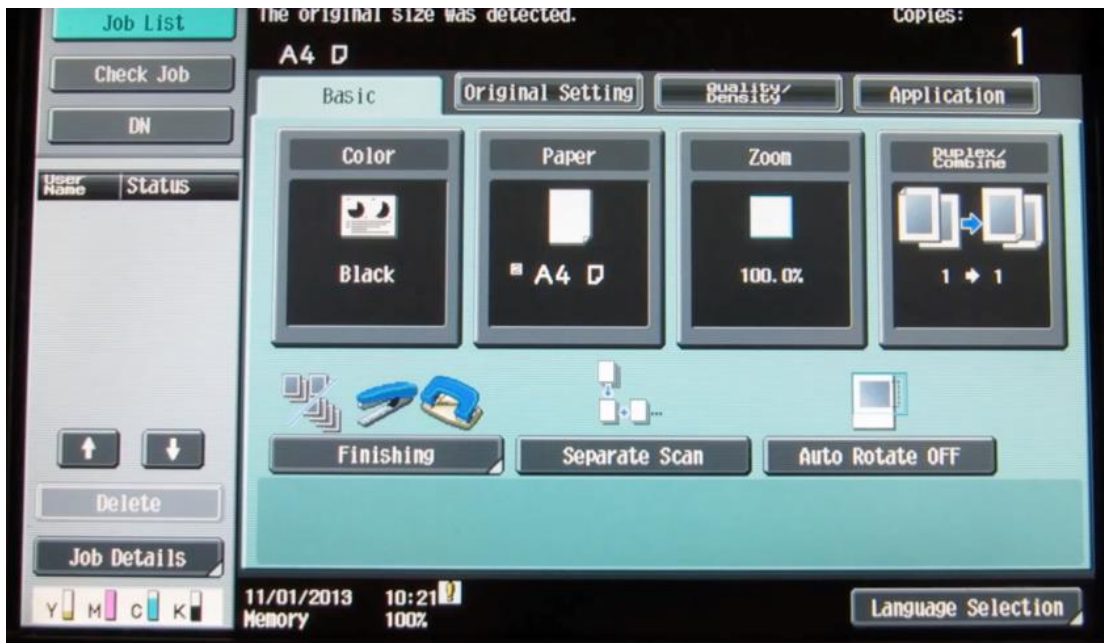 Job List
Check Job
DN
User Name
Status
Delete
Job Details
Y M C K
The original size was detected.
A4
Copies:
1
Basic
Original Setting
Quality/
Density
Application
Color
Black
Paper
A4
Zoom
100.0%
Duplex/
Combine
1 → 1
Finishing
Separate Scan
Auto Rotate OFF
11/01/2013 10:21
Memory 100%
Language Selection